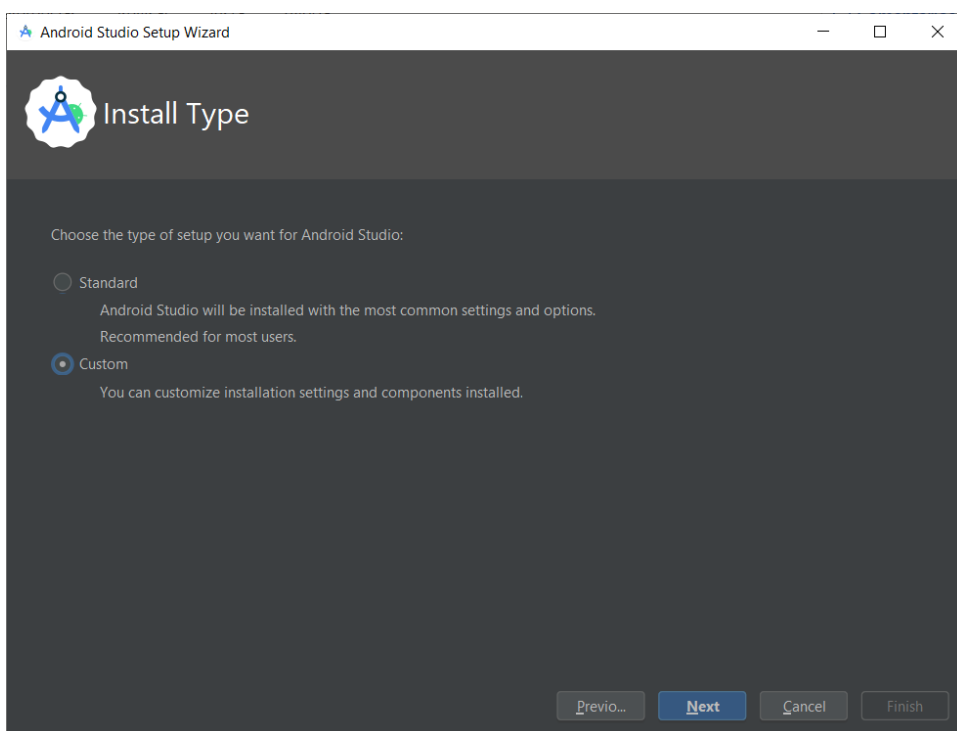 Android Studio Setup Wizard
Install Type
Choose the type of setup you want for Android Studio:
Standard
Android Studio will be installed with the most common settings and options.
Recommended for most users.
Custom
You can customize installation settings and components installed.
Previo... Next Cancel Finish